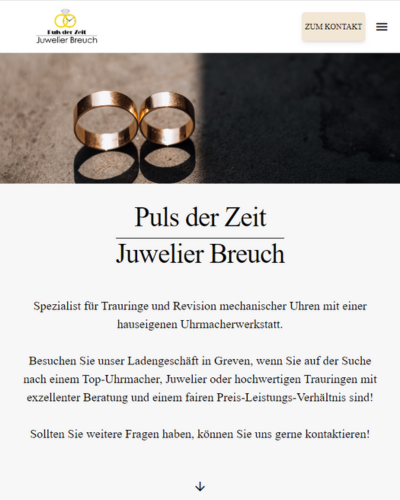 Puls der Zeit
Juwelier Breuch
ZUM KONTAKT
Puls der Zeit
Juwelier Breuch
Spezialist für Trauringe und Revision mechanischer Uhren mit einer
hauseigenen Uhrmacherwerkstatt.
Besuchen Sie unser Ladengeschäft in Greven, wenn Sie auf der Suche
nach einem Top-Uhrmacher, Juwelier oder hochwertigen Trauringen mit
exzellenter Beratung und einem fairen Preis-Leistungs-Verhältnis sind!
Sollten Sie weitere Fragen haben, können Sie uns gerne kontaktieren!